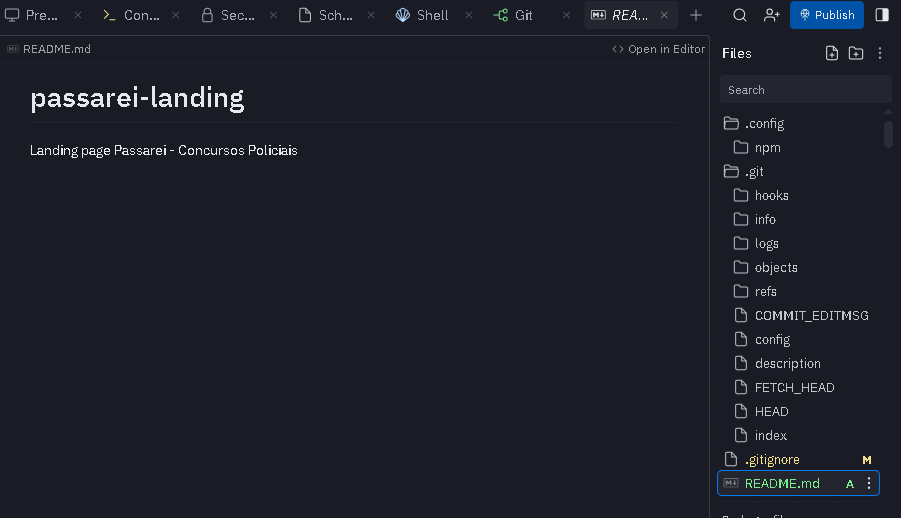 Pre...
Con...
Sec...
Sch...
Shell
Git
REA...
Publish
README.md
Open in Editor
Files
Search
passarei-landing
Landing page Passarei - Concursos Policiais
.config
npm
.git
hooks
info
logs
objects
refs
COMMIT_EDITMSG
config
description
FETCH_HEAD
HEAD
index
.gitignore M
README.md A